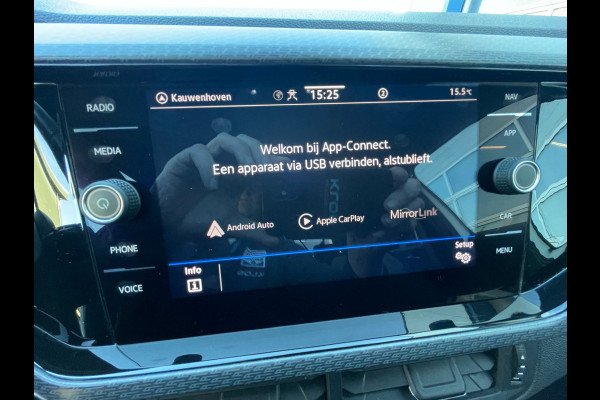 RADIO
MEDIA
PHONE
VOICE
Kauwenhoven 15:25 2 15.5°C
Welkom bij App-Connect.
Een apparaat via USB verbinden, alstublieft.
Android Auto Apple CarPlay MirrorLink
Info
Setup
NAV
APP
CAR
MENU